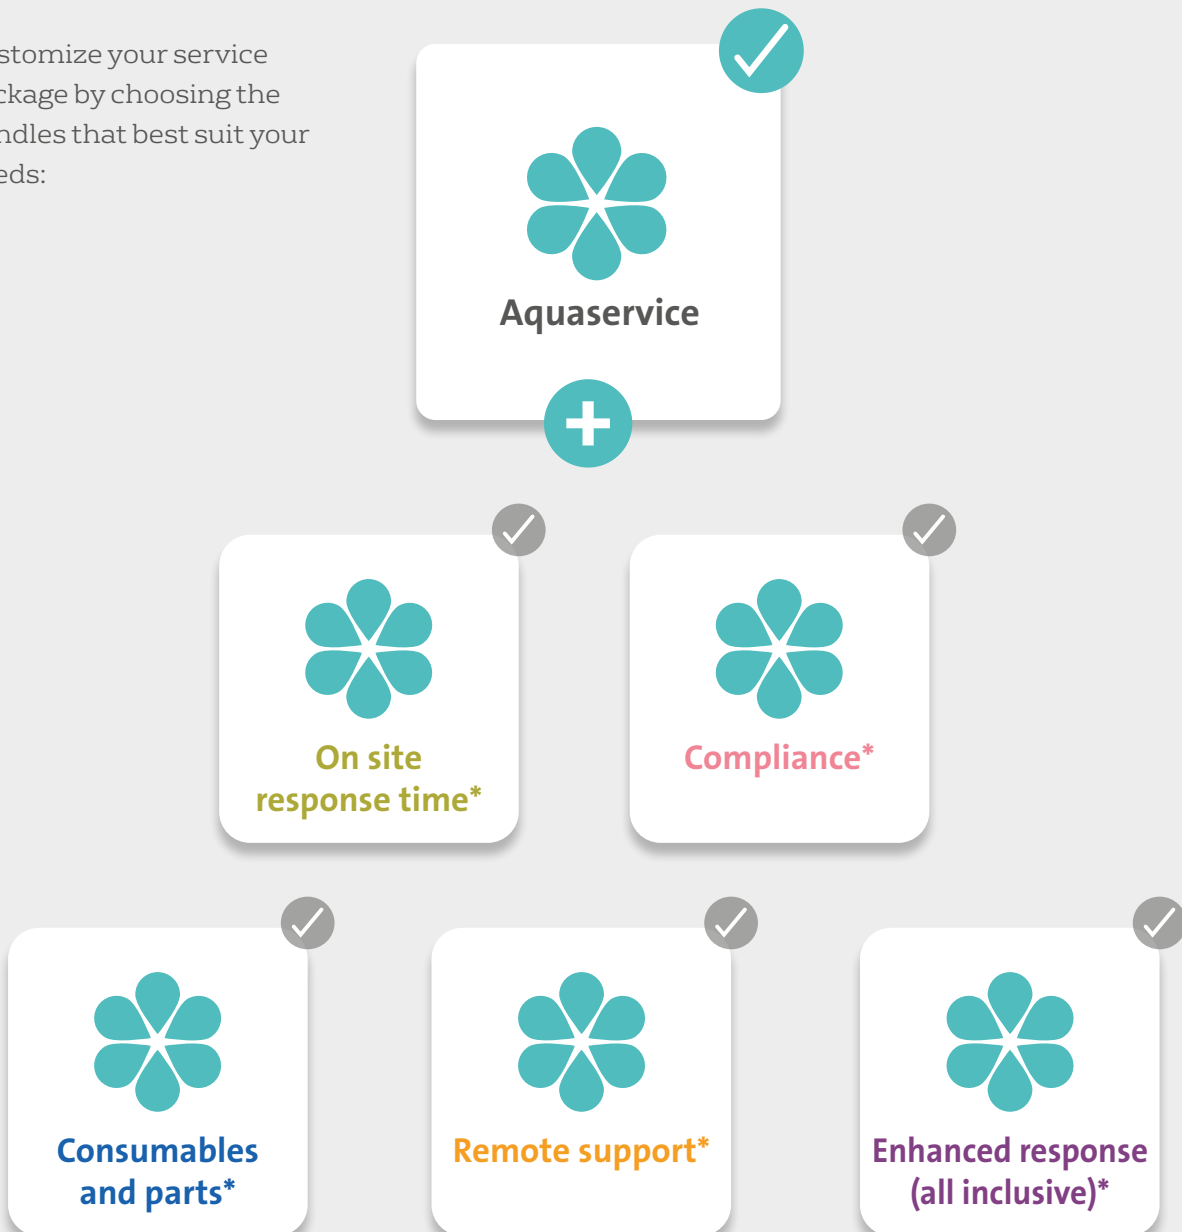 stomize your service
ckage by choosing the
ndles that best suit your
eds:
Aquaservice
On site
response time*
Compliance*
Consumables
and parts*
Remote support*
Enhanced response
(all inclusive)*